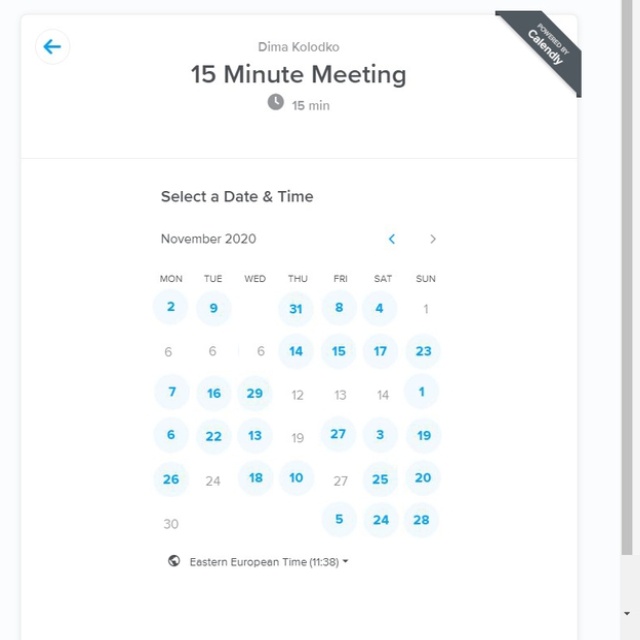 Dima Kolodko
15 Minute Meeting
15 min
POWERED BY
Calendly
Select a Date & Time
November 2020
MON TUE WED THU FRI SAT SUN
2 9 31 8 4 1
6 6 6 14 15 17 23
7 16 29 12 13 14 1
6 22 13 19 27 3 19
26 24 18 10 27 25 20
30 5 24 28
Eastern European Time (11:38)